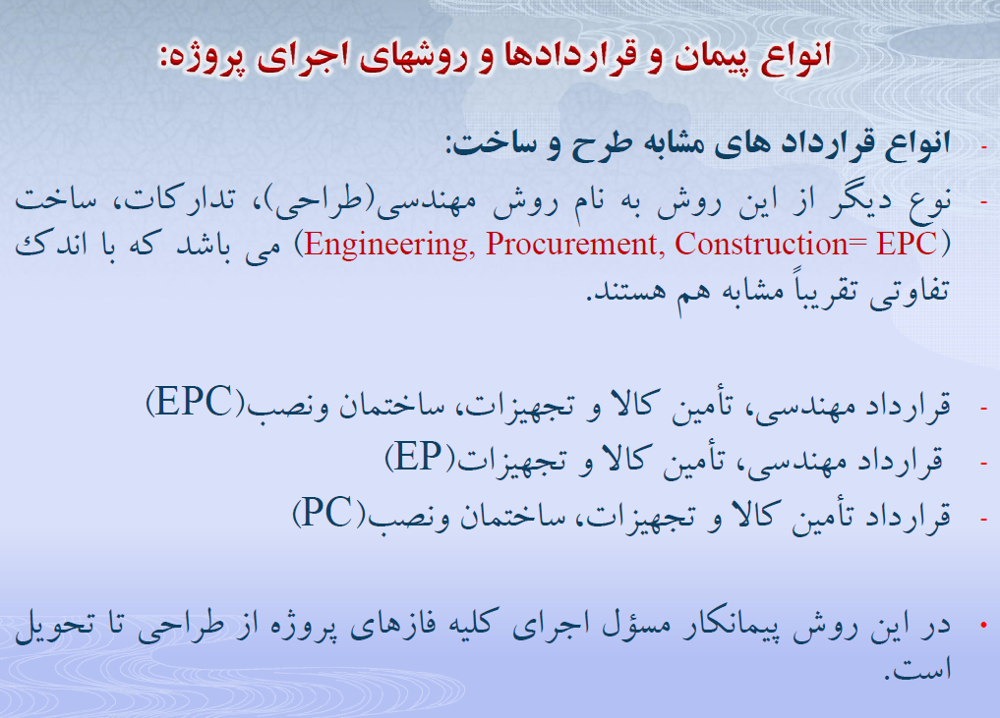 انواع پیمان و قراردادها و روشهای اجرای پروژه:
- انواع قرارداد های مشابه طرح و ساخت:
- نوع دیگر از این روش به نام روش مهندسی(طراحی)، تدارکات، ساخت
(Engineering, Procurement, Construction= EPC) می باشد که با اندک
تفاوتی تقریباً مشابه هم هستند.
- قرارداد مهندسی، تأمین کالا و تجهیزات، ساختمان ونصب(EPC)
- قرارداد مهندسی، تأمین کالا و تجهیزات(EP)
- قرارداد تأمین کالا و تجهیزات، ساختمان ونصب(PC)
• در این روش پیمانکار مسؤل اجرای کلیه فازهای پروژه از طراحی تا تحویل
است.